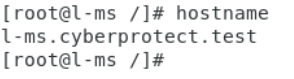 [root@l-ms /]# hostname
l-ms.cyberprotect.test
[root@l-ms /]#